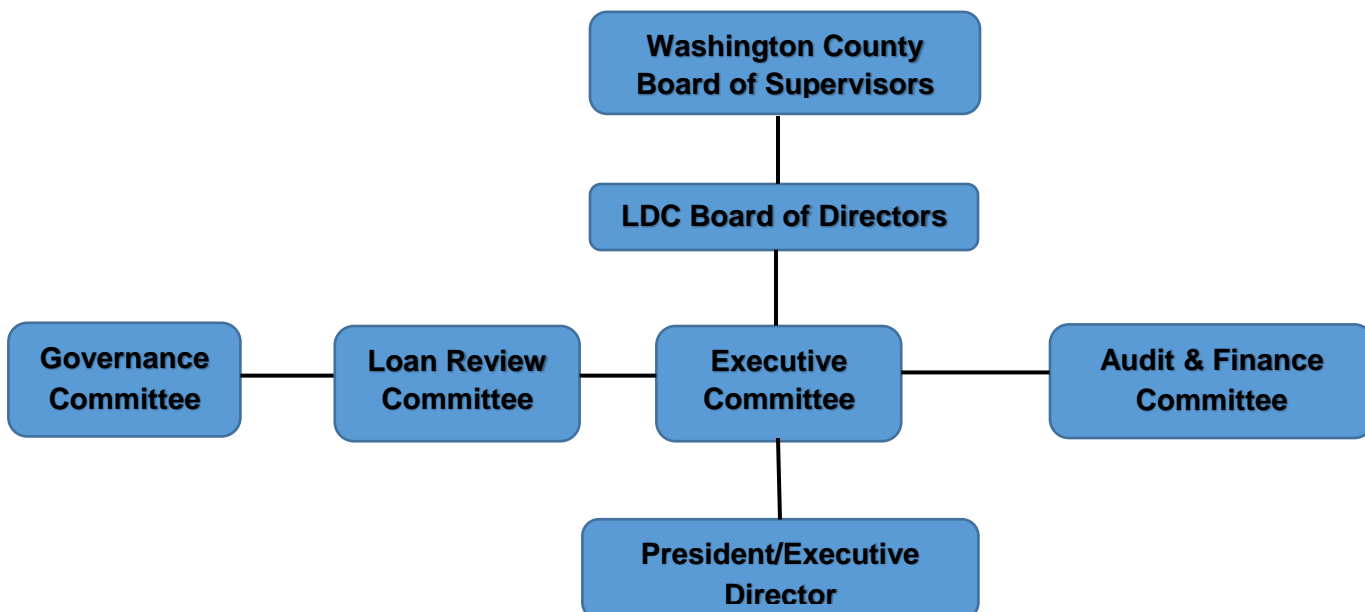 Washington County
Board of Supervisors
LDC Board of Directors
Governance
Committee
Loan Review
Committee
Executive
Committee
Audit & Finance
Committee
President/Executive
Director